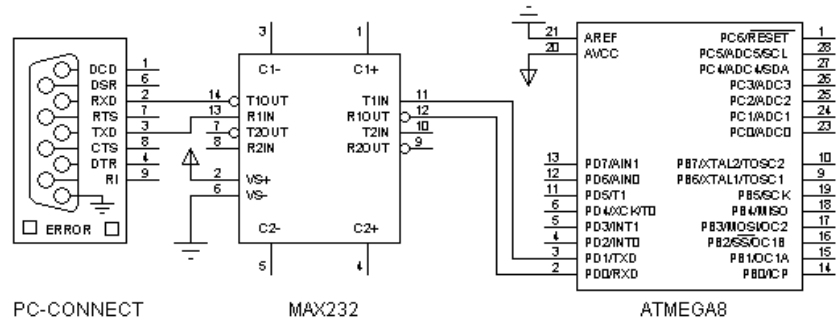 1 DCD
6 DSR
2 RXD
7 RTS
3 TXD
8 CTS
4 DTR
9 RI
ERROR
PC-CONNECT
3 1
C1- C1+
14 T1OUT T1IN 11
13 R1IN R1OUT 12
7 T2OUT T2IN 10
8 R2IN R2OUT 9
2 VS+
6 VS-
C2- C2+
5 4
MAX232
21 AREF PC6/RESET 1
20 AVCC PC5/ADC5/SCL 28
PC4/ADC4/SDA 27
PC3/ADC3 26
PC2/ADC2 25
PC1/ADC1 24
PC0/ADC0 23
13 PD7/AIN1 PB7/XTAL2/TOSC2 10
12 PD6/AIN0 PB6/XTAL1/TOSC1 9
11 PD5/T1 PB5/SCK 19
6 PD4/XCK/T0 PB4/MISO 18
5 PD3/INT1 PB3/MOSI/OC2 17
4 PD2/INT0 PB2/SS/OC1B 16
3 PD1/TXD PB1/OC1A 15
2 PD0/RXD PB0/ICP 14
ATMEGA8